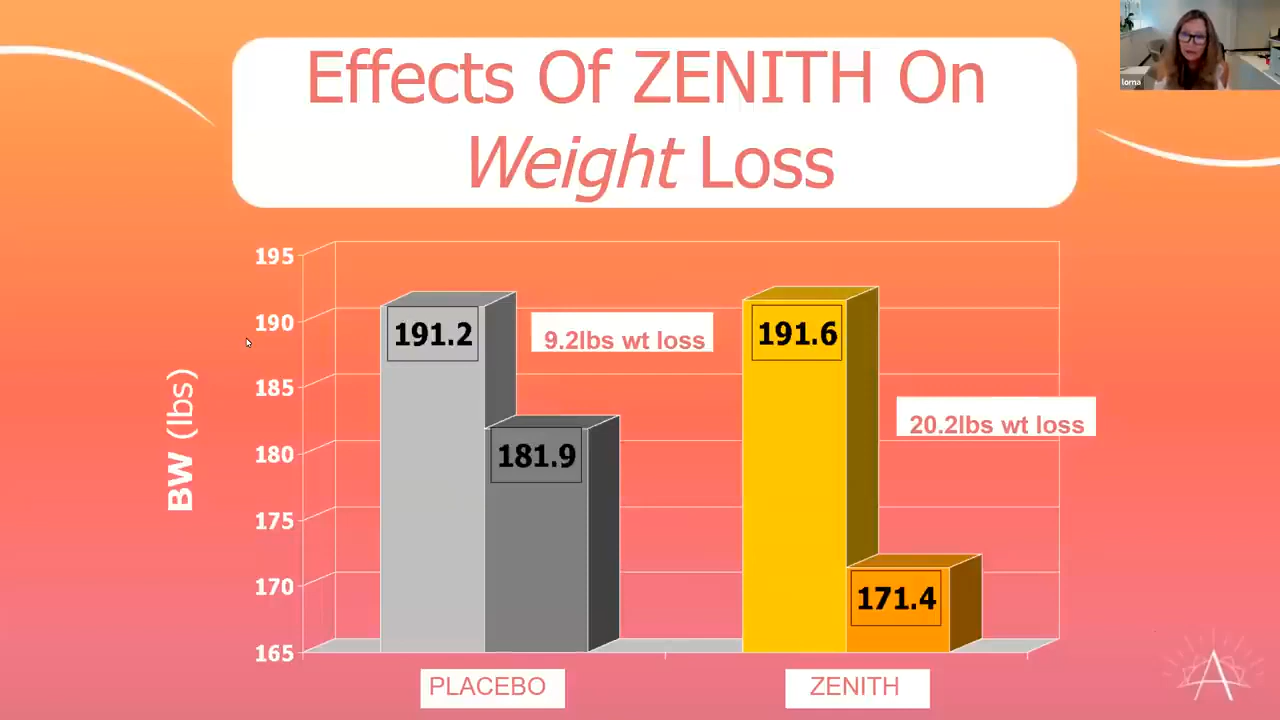 Effects Of ZENITH On
Weight Loss
lorna
195
190
185
180
175
170
165
BW (lbs)
191.2
181.9
9.2lbs wt loss
191.6
171.4
20.2lbs wt loss
PLACEBO
ZENITH